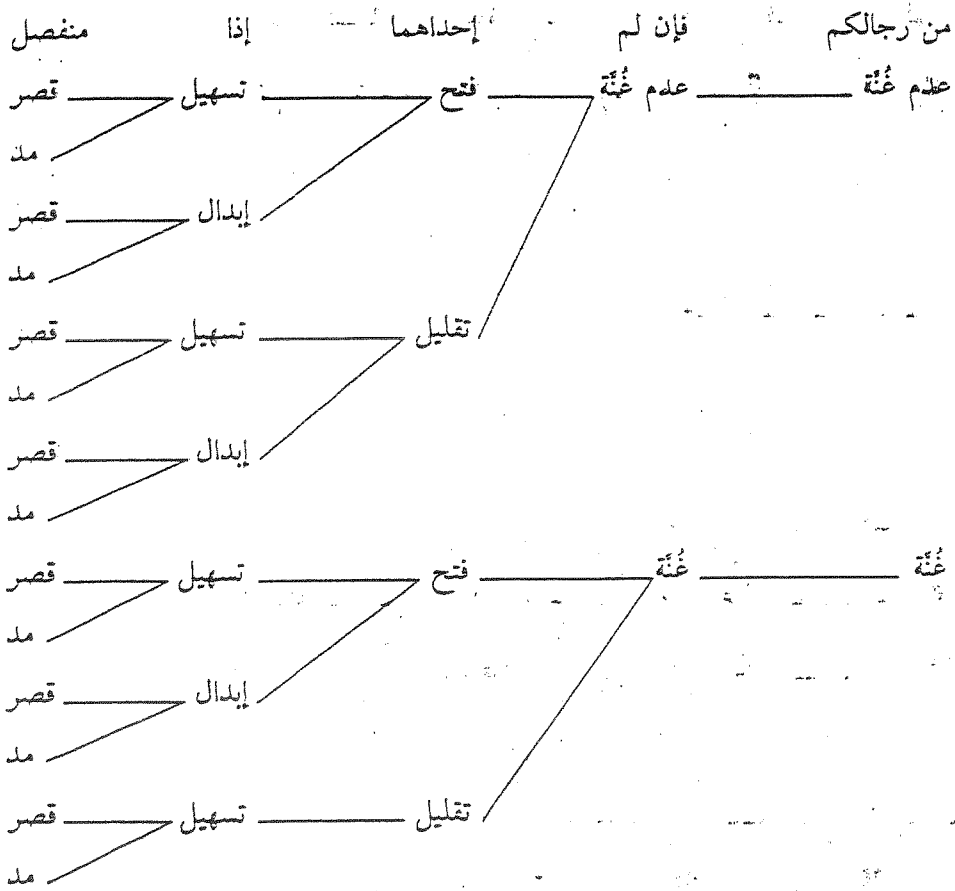 من رجالكم فإن لم إحداهما إذا منفصل
عدم غُنَّة عدم غُنَّة فتح تسهيل قصر
مد
إبدال قصر
مد
تقليل تسهيل قصر
مد
إبدال قصر
مد
غُنَّة غُنَّة فتح تسهيل قصر
مد
إبدال قصر
مد
تقليل تسهيل قصر
مد